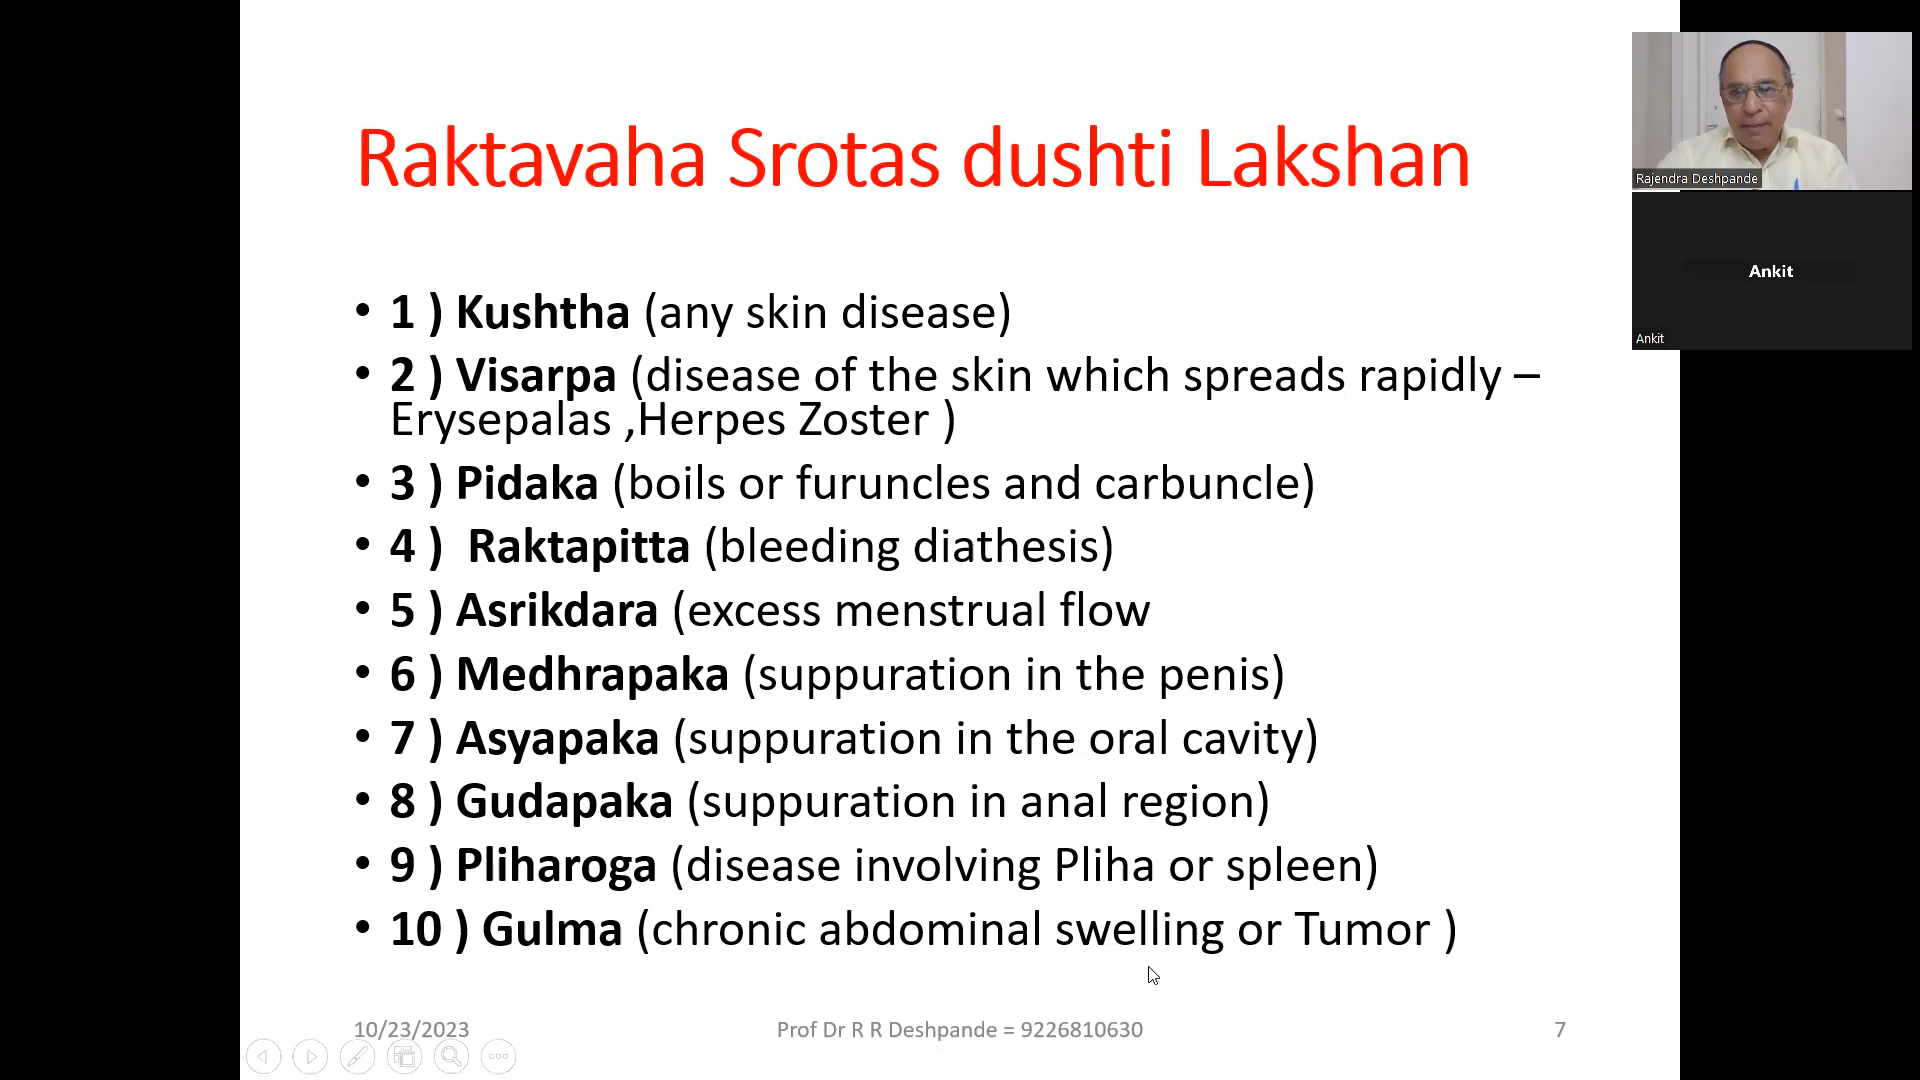 Raktavaha Srotas dushti Lakshan
• 1 ) Kushtha (any skin disease)
• 2 ) Visarpa (disease of the skin which spreads rapidly –
Erysepalas ,Herpes Zoster )
• 3 ) Pidaka (boils or furuncles and carbuncle)
• 4 )  Raktapitta (bleeding diathesis)
• 5 ) Asrikdara (excess menstrual flow
• 6 ) Medhrapaka (suppuration in the penis)
• 7 ) Asyapaka (suppuration in the oral cavity)
• 8 ) Gudapaka (suppuration in anal region)
• 9 ) Pliharoga (disease involving Pliha or spleen)
• 10 ) Gulma (chronic abdominal swelling or Tumor )
10/23/2023
Prof Dr R R Deshpande = 9226810630
7
Rajendra Deshpande
Ankit
Ankit